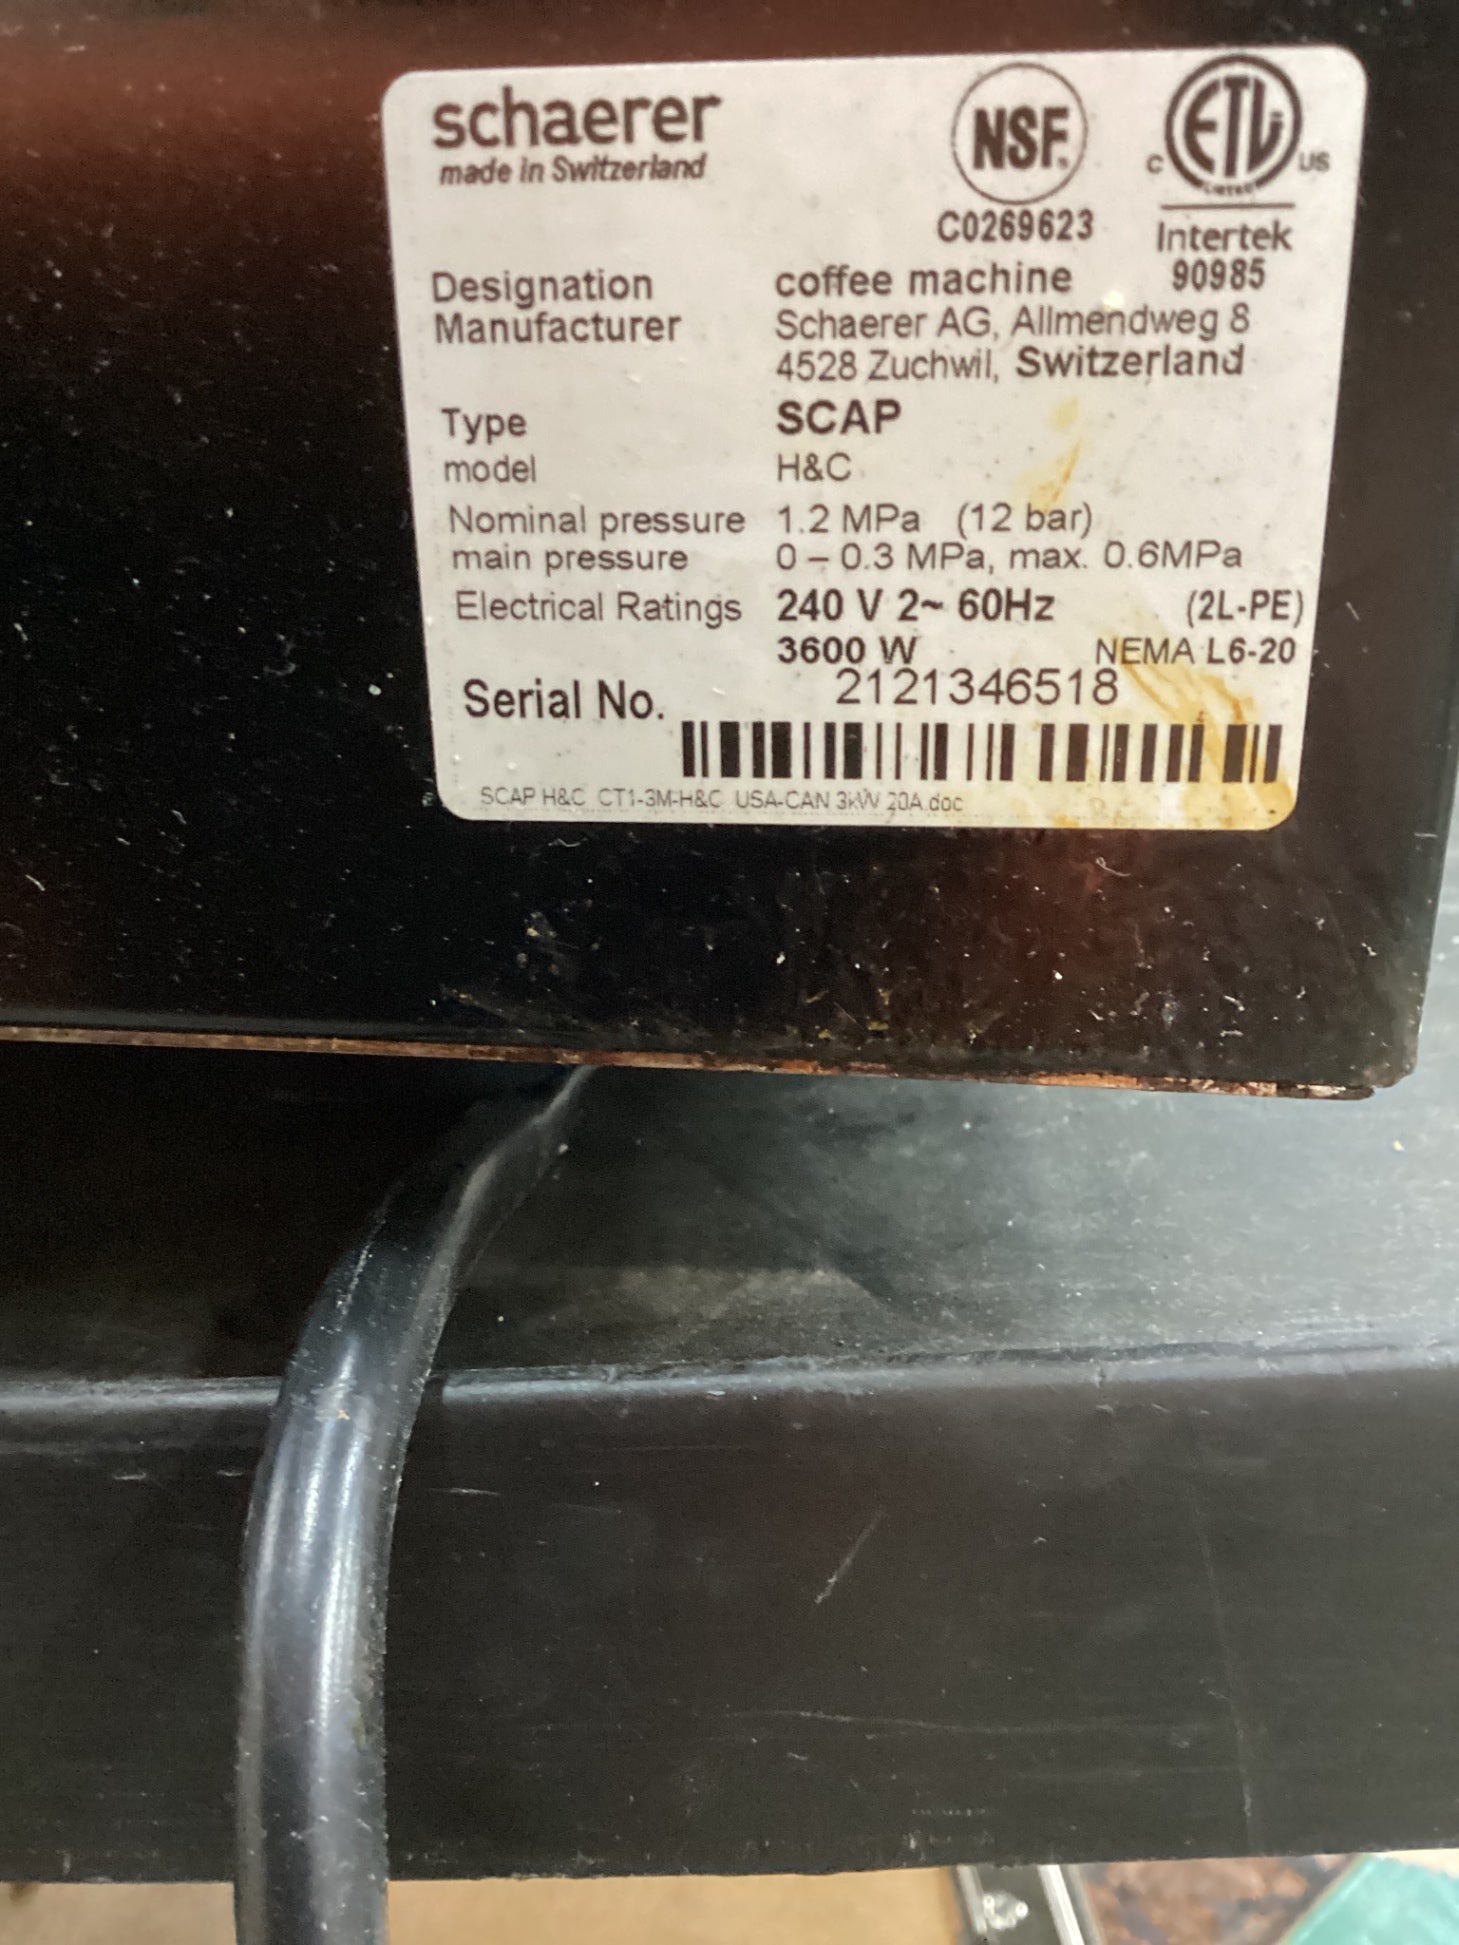 schaerer
made in Switzerland
NSF®
C0269623
C ETL US
LISTED
Intertek
90985
Designation coffee machine
Manufacturer Schaerer AG, Allmendweg 8
4528 Zuchwil, Switzerland
Type SCAP
model H&C
Nominal pressure 1.2 MPa (12 bar)
main pressure 0 – 0.3 MPa, max. 0.6MPa
Electrical Ratings 240 V 2~ 60Hz (2L-PE)
3600 W NEMA L6-20
Serial No. 2121346518
SCAP H&C CT1-3M-H&C USA-CAN 3kW 20A.doc